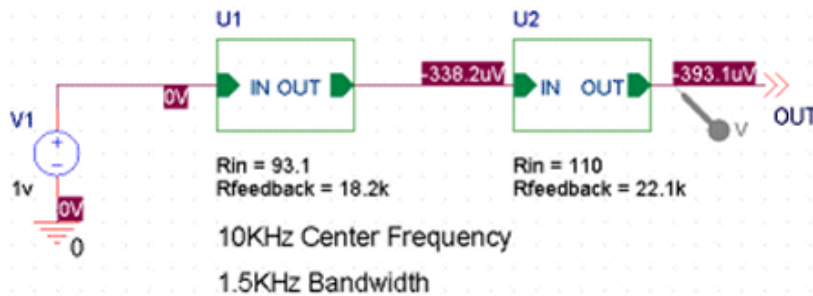 U1
U2
IN OUT
-338.2uV
IN OUT
-393.1uV
0V
V
OUT
V1
1v
0V
0
Rin = 93.1
Rfeedback = 18.2k
Rin = 110
Rfeedback = 22.1k
+
−
10KHz Center Frequency
1.5KHz Bandwidth